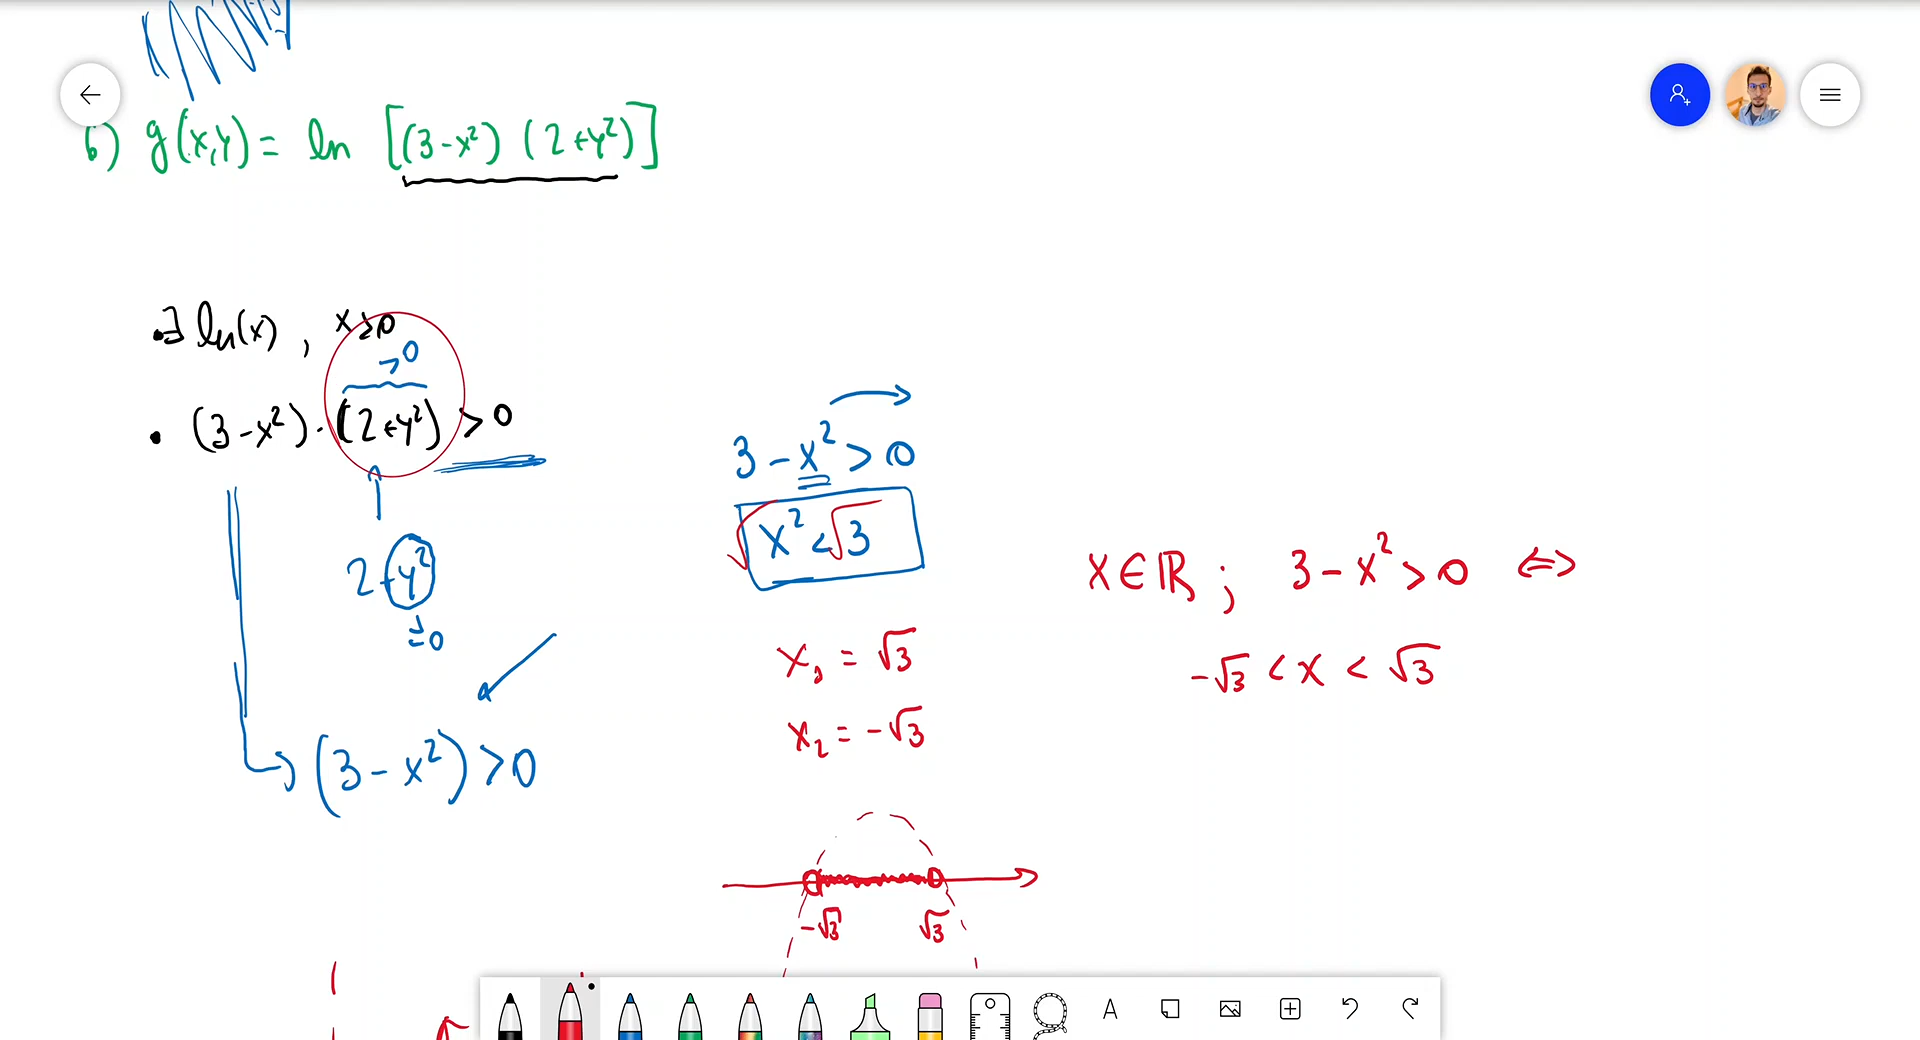 6) g(x,y) = ln [(3-x²) (2+y²)]
•∃ ln(x) , x>0
>0
• (3-x²) · (2+y²) > 0
2+y²
≥0
(3-x²) >0
3-x² > 0
√x² < √3
x₁ = √3
x₂ = -√3
x∈ℝ ; 3-x² > 0 ⇔
-√3 < x < √3
-√3 √3
A